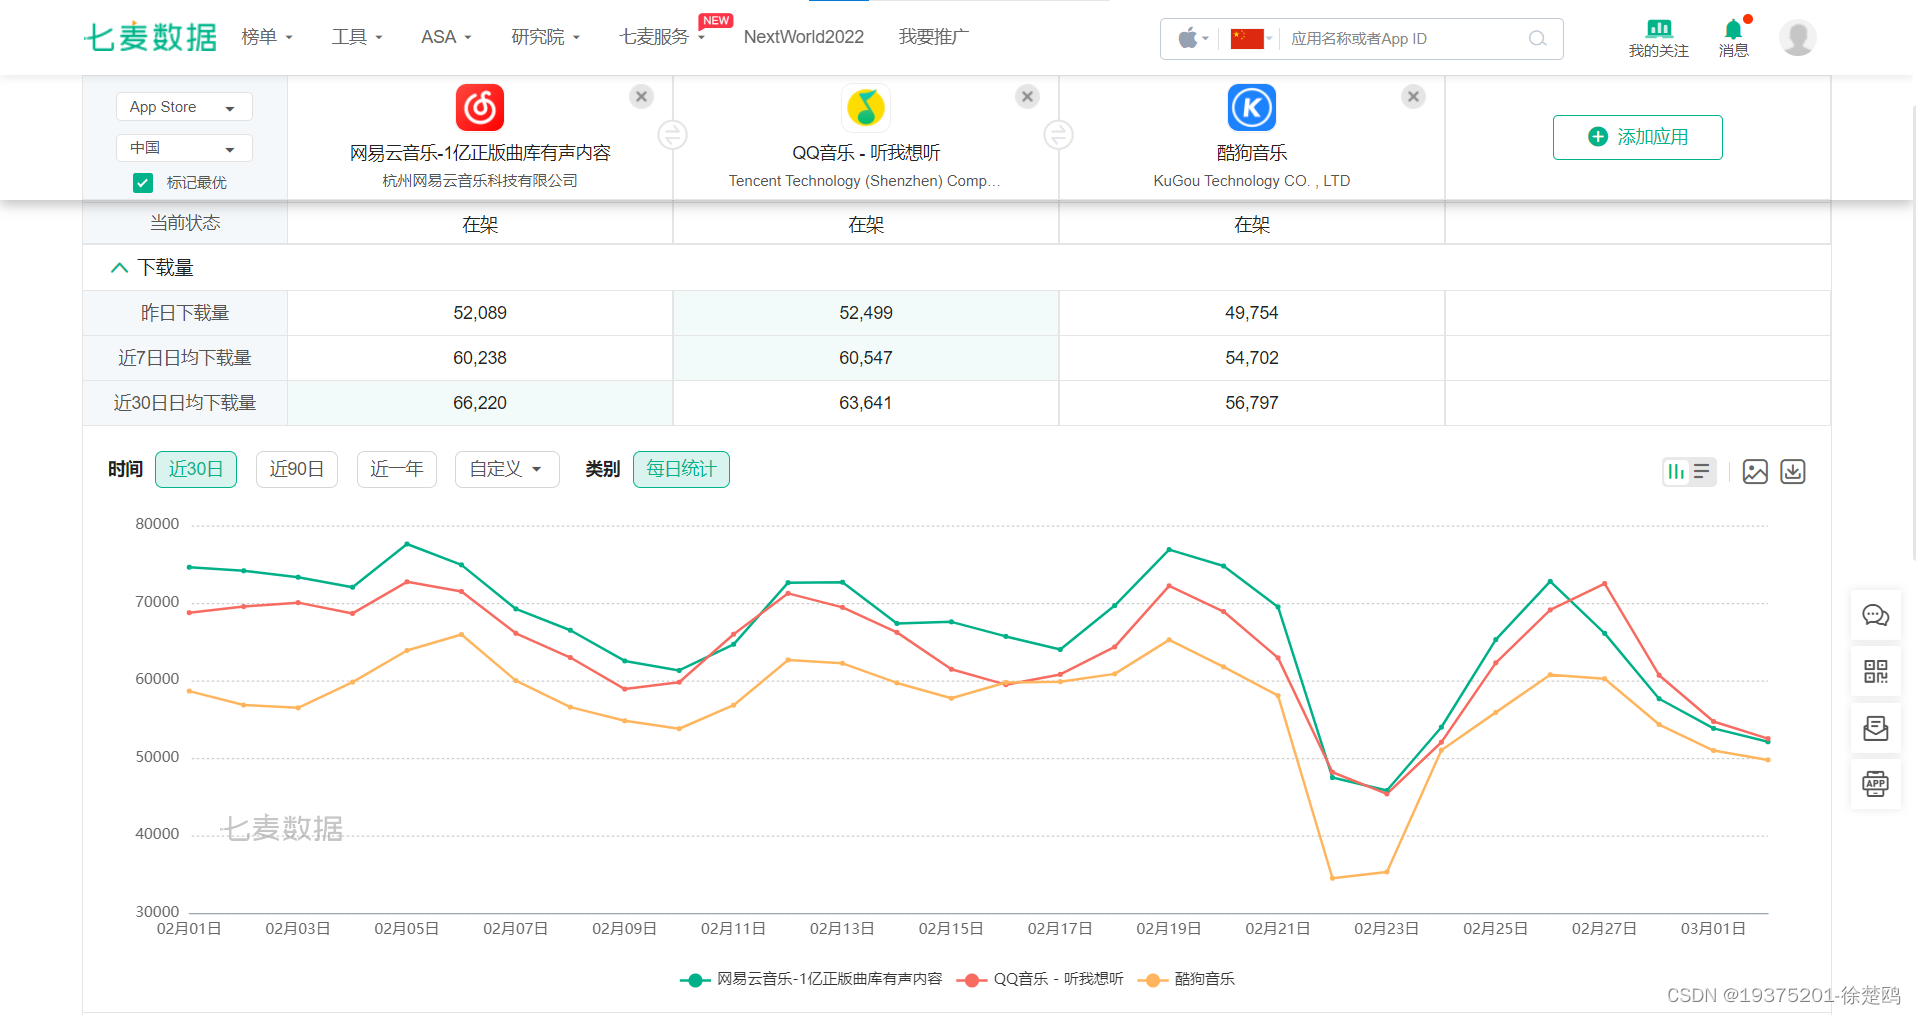 七麦数据 榜单 工具 ASA 研究院 七麦服务 NEW NextWorld2022 我要推广 应用名称或者App ID 我的关注 消息
App Store
中国
标记最优
网易云音乐-1亿正版曲库有声内容 QQ音乐 - 听我想听 酷狗音乐 添加应用
杭州网易云音乐科技有限公司 Tencent Technology (Shenzhen) Comp... KuGou Technology CO. , LTD
当前状态 在架 在架 在架
下载量
昨日下载量 52,089 52,499 49,754
近7日日均下载量 60,238 60,547 54,702
近30日日均下载量 66,220 63,641 56,797
时间 近30日 近90日 近一年 自定义 类别 每日统计
80000
70000
60000
50000
40000
30000
七麦数据
02月01日 02月03日 02月05日 02月07日 02月09日 02月11日 02月13日 02月15日 02月17日 02月19日 02月21日 02月23日 02月25日 02月27日 03月01日
网易云音乐-1亿正版曲库有声内容 QQ音乐 - 听我想听 酷狗音乐
APP
CSDN @19375201-徐楚鸥